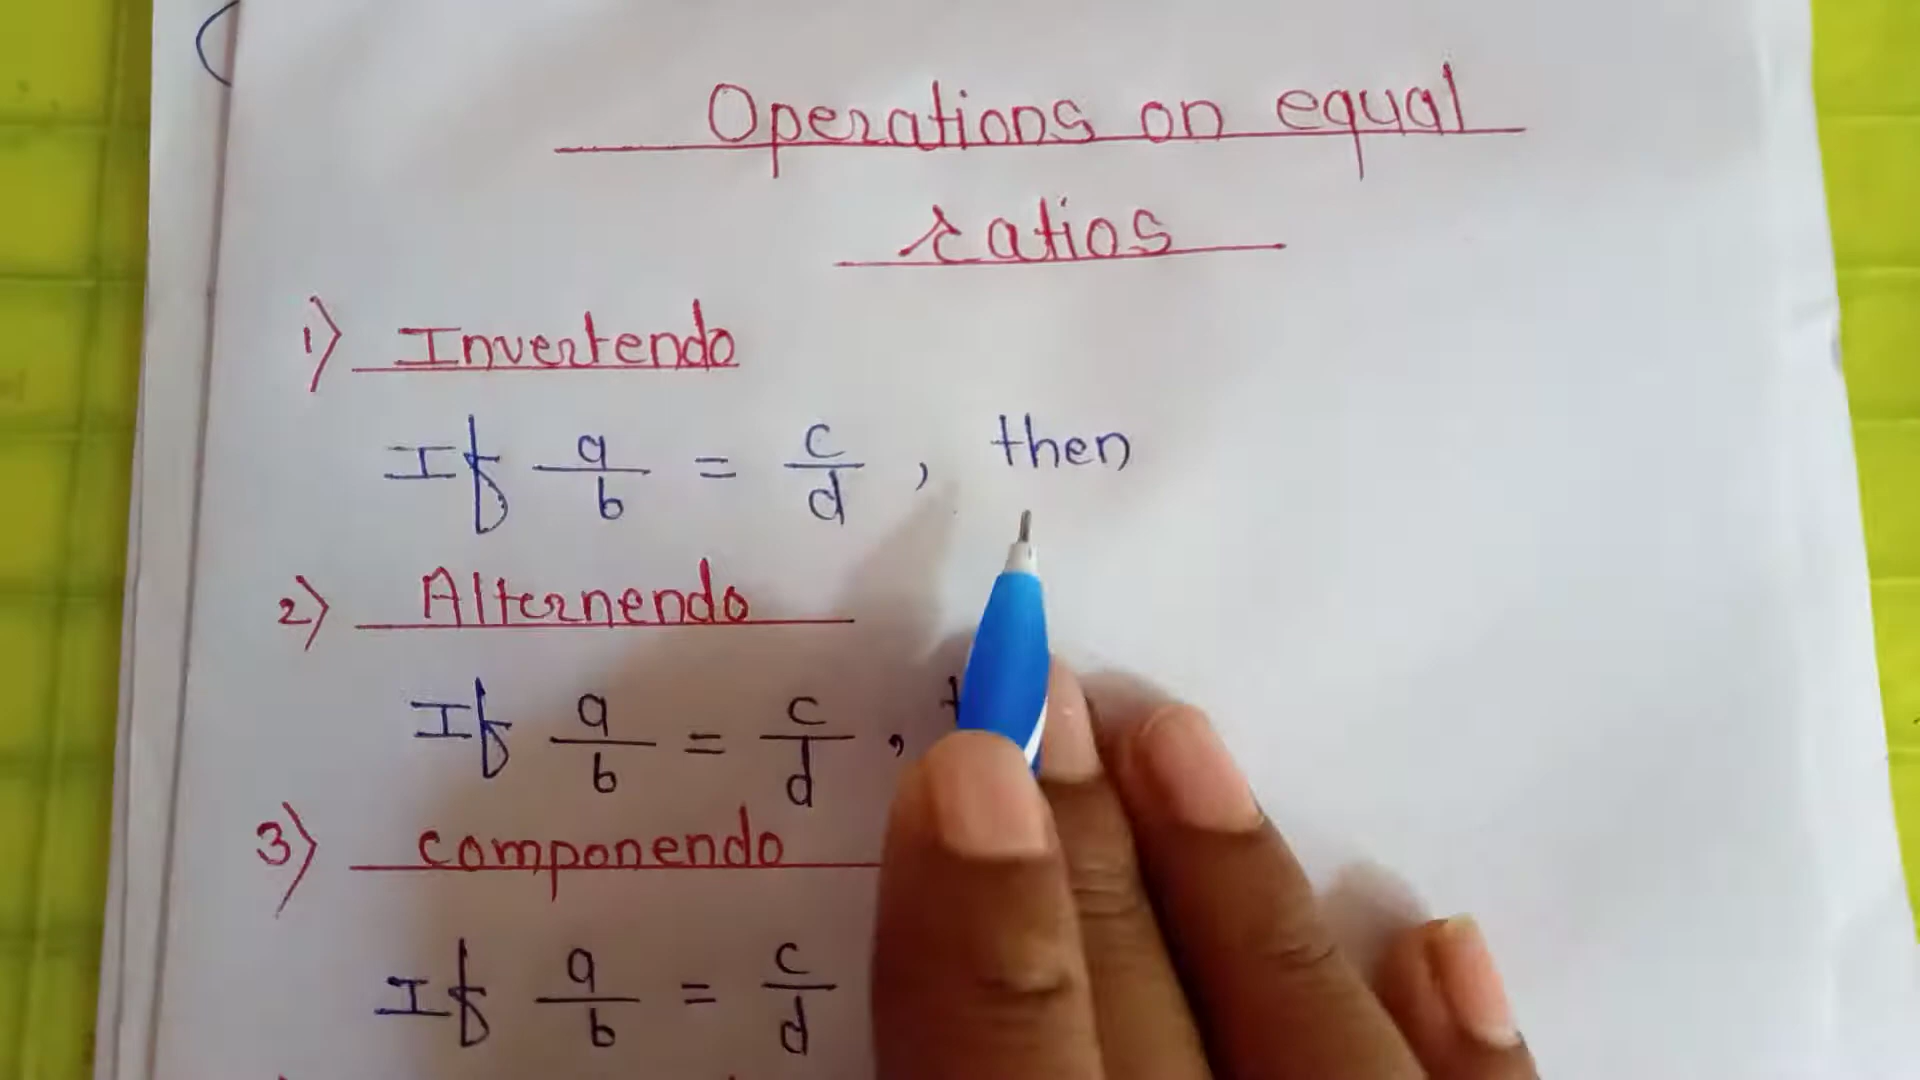 Operations on equal
ratios
1) Invertendo
If a/b = c/d , then
2) Alternendo
If a/b = c/d ,
3) componendo
If a/b = c/d